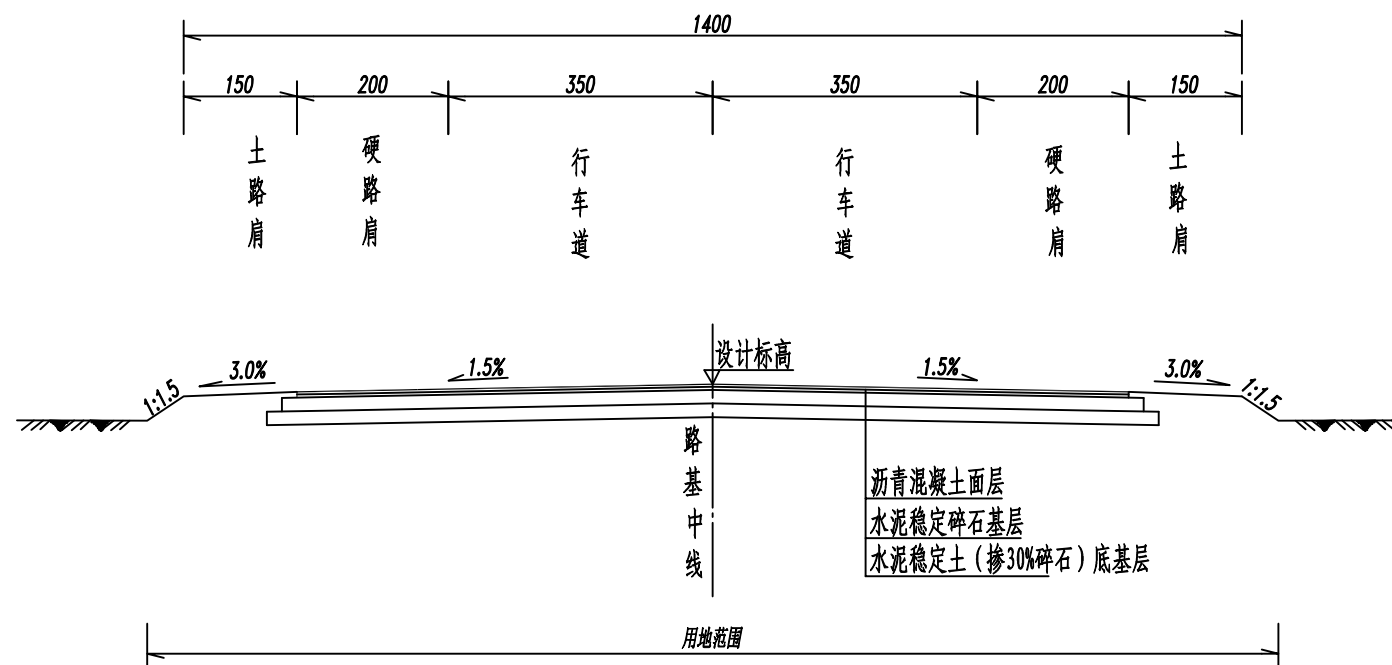 1400
150
200
350
350
200
150
土路肩
硬路肩
行车道
行车道
硬路肩
土路肩
设计标高
1:1.5
3.0%
1.5%
1.5%
3.0%
1:1.5
路基中线
沥青混凝土面层
水泥稳定碎石基层
水泥稳定土（掺30%碎石）底基层
用地范围